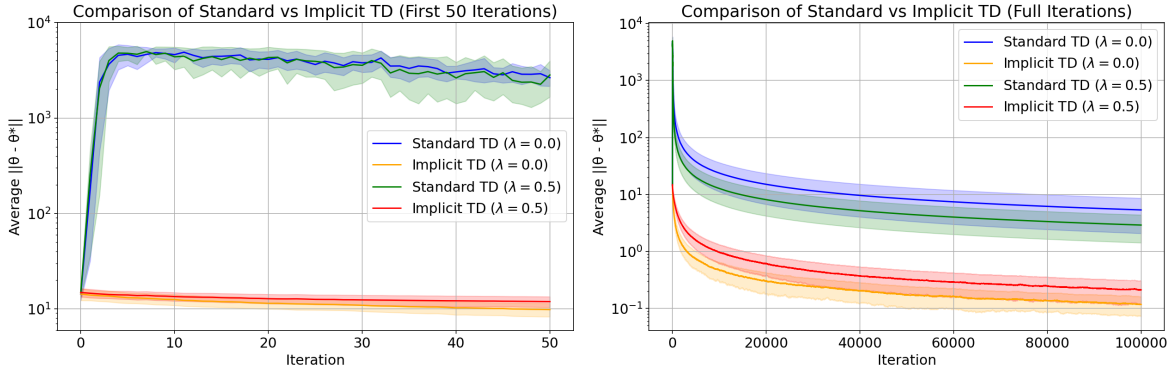 Comparison of Standard vs Implicit TD (First 50 Iterations)
10⁴
10³
10²
10¹
Average ||θ - θ*||
Standard TD (λ = 0.0)
Implicit TD (λ = 0.0)
Standard TD (λ = 0.5)
Implicit TD (λ = 0.5)
0 10 20 30 40 50
Iteration
Comparison of Standard vs Implicit TD (Full Iterations)
10⁴
10³
10²
10¹
10⁰
10⁻¹
Average ||θ - θ*||
Standard TD (λ = 0.0)
Implicit TD (λ = 0.0)
Standard TD (λ = 0.5)
Implicit TD (λ = 0.5)
0 20000 40000 60000 80000 100000
Iteration